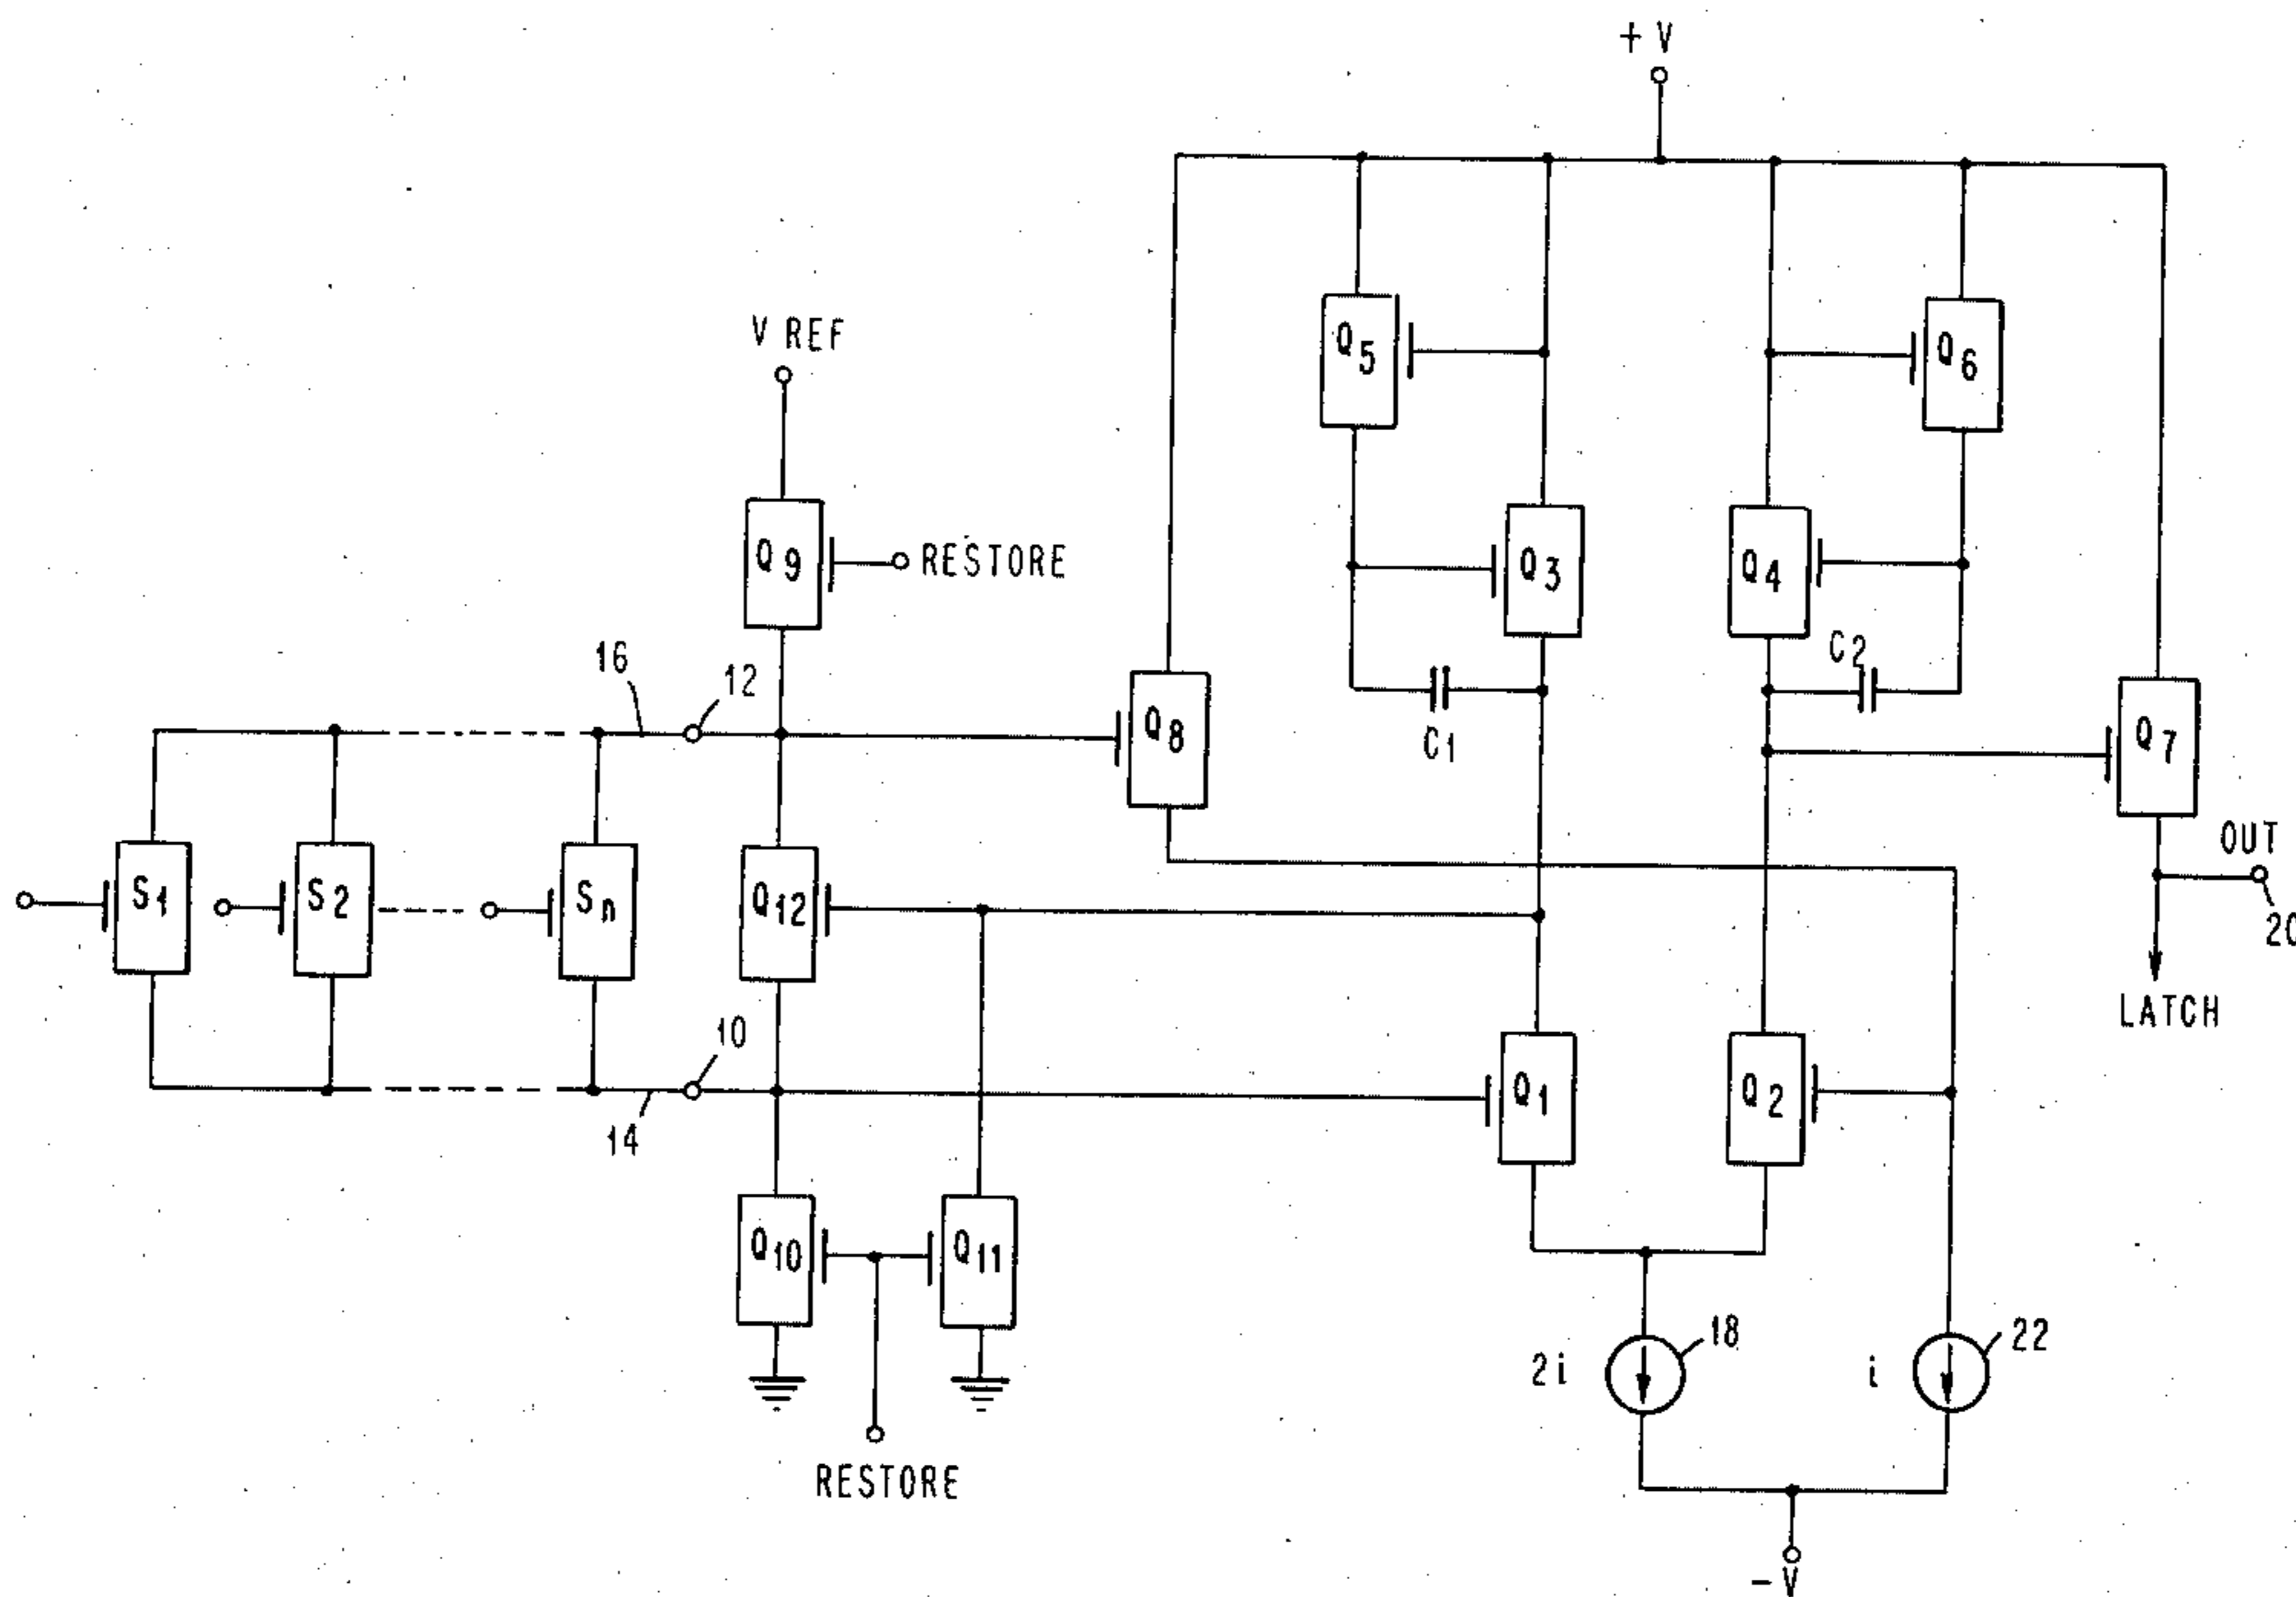 + V
V REF
Q5
Q6
Q9
RESTORE
Q3
Q4
16
12
C2
C1
Q8
Q7
OUT
20
S1
S2
Sn
Q12
LATCH
10
14
Q1
Q2
Q10
Q11
RESTORE
2i
18
i
22
-V